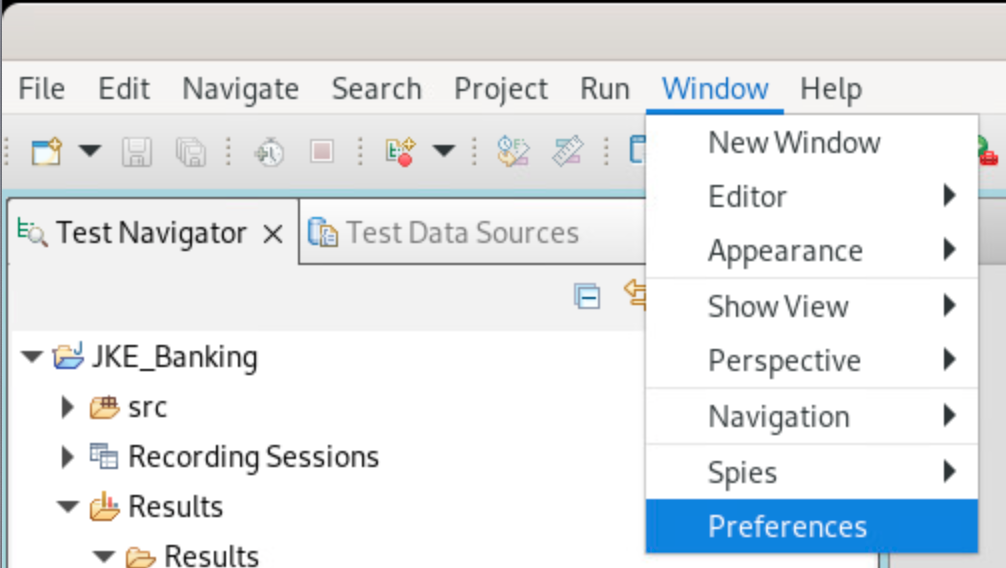 File Edit Navigate Search Project Run Window Help
New Window
Editor
Appearance
Show View
Perspective
Navigation
Spies
Preferences
Test Navigator
Test Data Sources
JKE_Banking
src
Recording Sessions
Results
Results